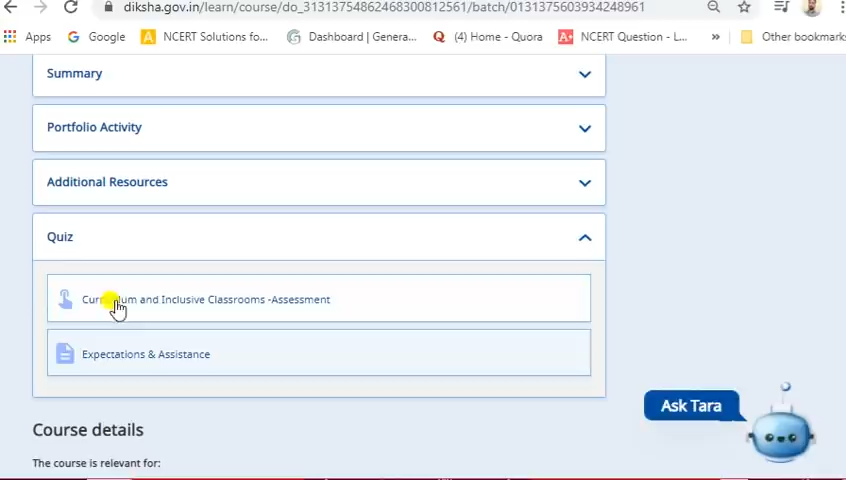 diksha.gov.in/learn/course/do_31313754862468300812561/batch/0131375603934248961
Apps Google NCERT Solutions fo... Dashboard | Genera... (4) Home - Quora NCERT Question - L... » Other bookmarks
Summary
Portfolio Activity
Additional Resources
Quiz
Curriculum and Inclusive Classrooms -Assessment
Expectations & Assistance
Ask Tara
Course details
The course is relevant for: